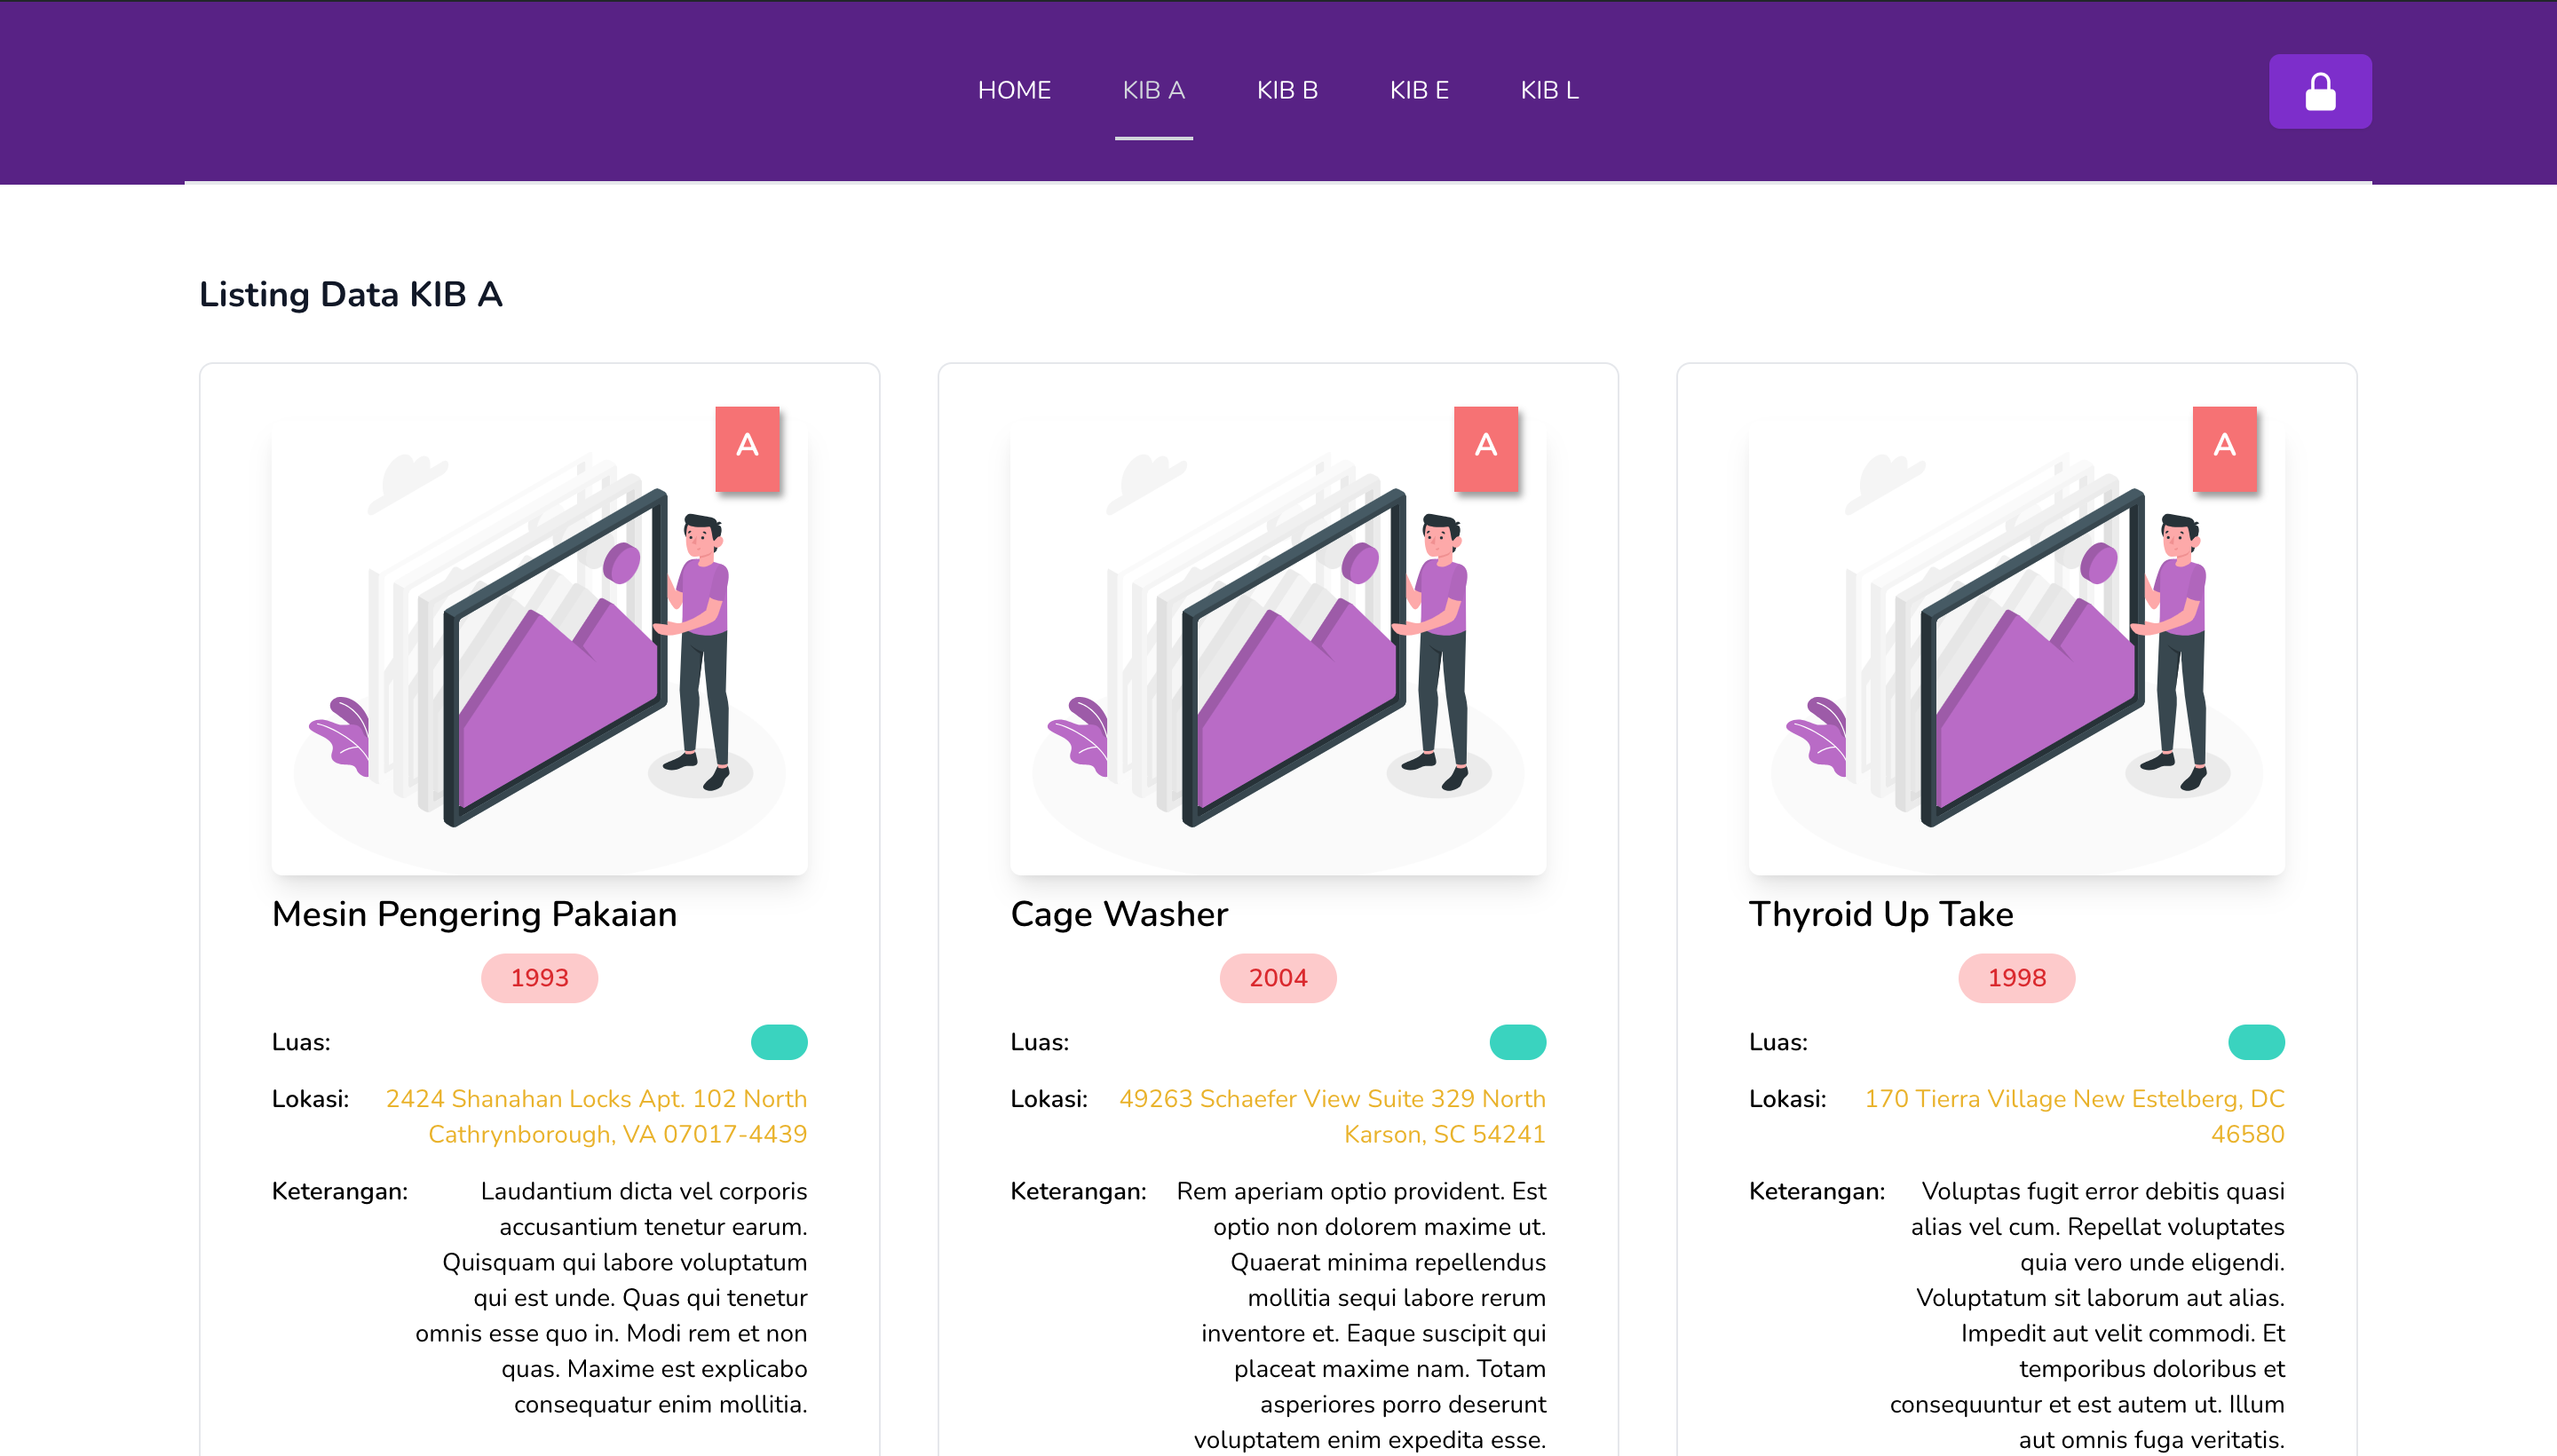 HOME KIB A KIB B KIB E KIB L
Listing Data KIB A
A
Mesin Pengering Pakaian
1993
Luas:
Lokasi: 2424 Shanahan Locks Apt. 102 North
Cathrynborough, VA 07017-4439
Keterangan: Laudantium dicta vel corporis
accusantium tenetur earum.
Quisquam qui labore voluptatum
qui est unde. Quas qui tenetur
omnis esse quo in. Modi rem et non
quas. Maxime est explicabo
consequatur enim mollitia.
A
Cage Washer
2004
Luas:
Lokasi: 49263 Schaefer View Suite 329 North
Karson, SC 54241
Keterangan: Rem aperiam optio provident. Est
optio non dolorem maxime ut.
Quaerat minima repellendus
mollitia sequi labore rerum
inventore et. Eaque suscipit qui
placeat maxime nam. Totam
asperiores porro deserunt
voluptatem enim expedita esse.
A
Thyroid Up Take
1998
Luas:
Lokasi: 170 Tierra Village New Estelberg, DC
46580
Keterangan: Voluptas fugit error debitis quasi
alias vel cum. Repellat voluptates
quia vero unde eligendi.
Voluptatum sit laborum aut alias.
Impedit aut velit commodi. Et
temporibus doloribus et
consequuntur et est autem ut. Illum
aut omnis fuga veritatis.